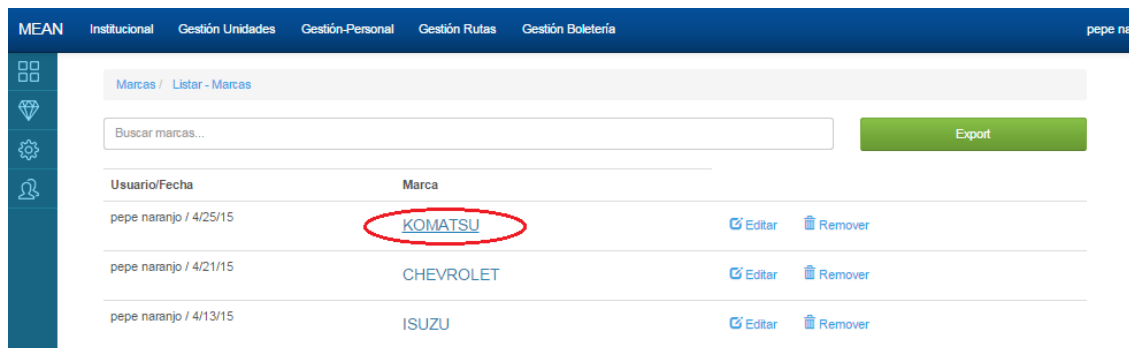 MEAN Institucional Gestión Unidades Gestión-Personal Gestión Rutas Gestión Boletería pepe na
Marcas / Listar - Marcas
Buscar marcas... Export
Usuario/Fecha Marca
pepe naranjo / 4/25/15 KOMATSU Editar Remover
pepe naranjo / 4/21/15 CHEVROLET Editar Remover
pepe naranjo / 4/13/15 ISUZU Editar Remover